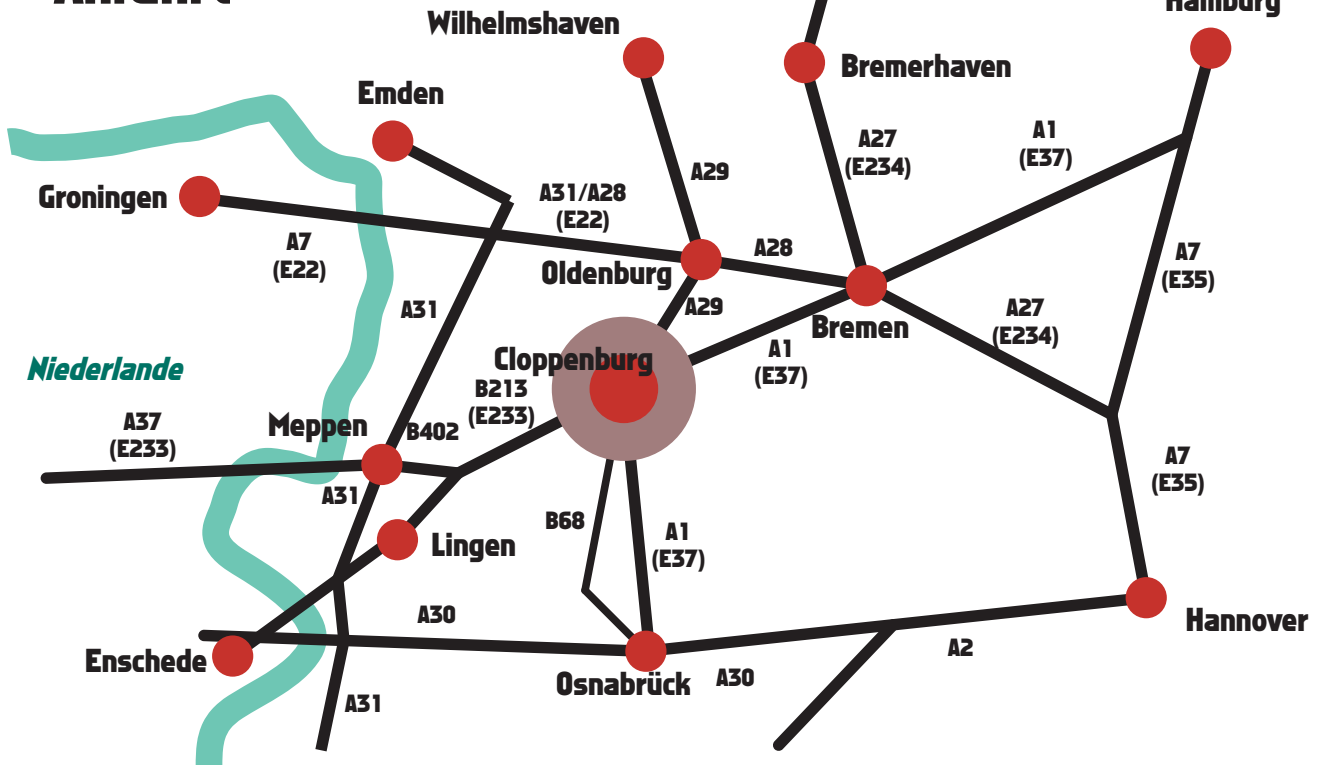 Anfahrt
Hamburg
Wilhelmshaven
Bremerhaven
Emden
A1
(E37)
A27
(E234)
A29
Groningen
A31/A28
(E22)
A7
(E22)
A28
A7
(E35)
Oldenburg
A31
A29
A27
(E234)
Bremen
Cloppenburg
A1
(E37)
Niederlande
B213
(E233)
A37
(E233)
Meppen
B402
A7
(E35)
A31
B68
A1
(E37)
Lingen
A30
Hannover
Enschede
A2
Osnabrück
A30
A31